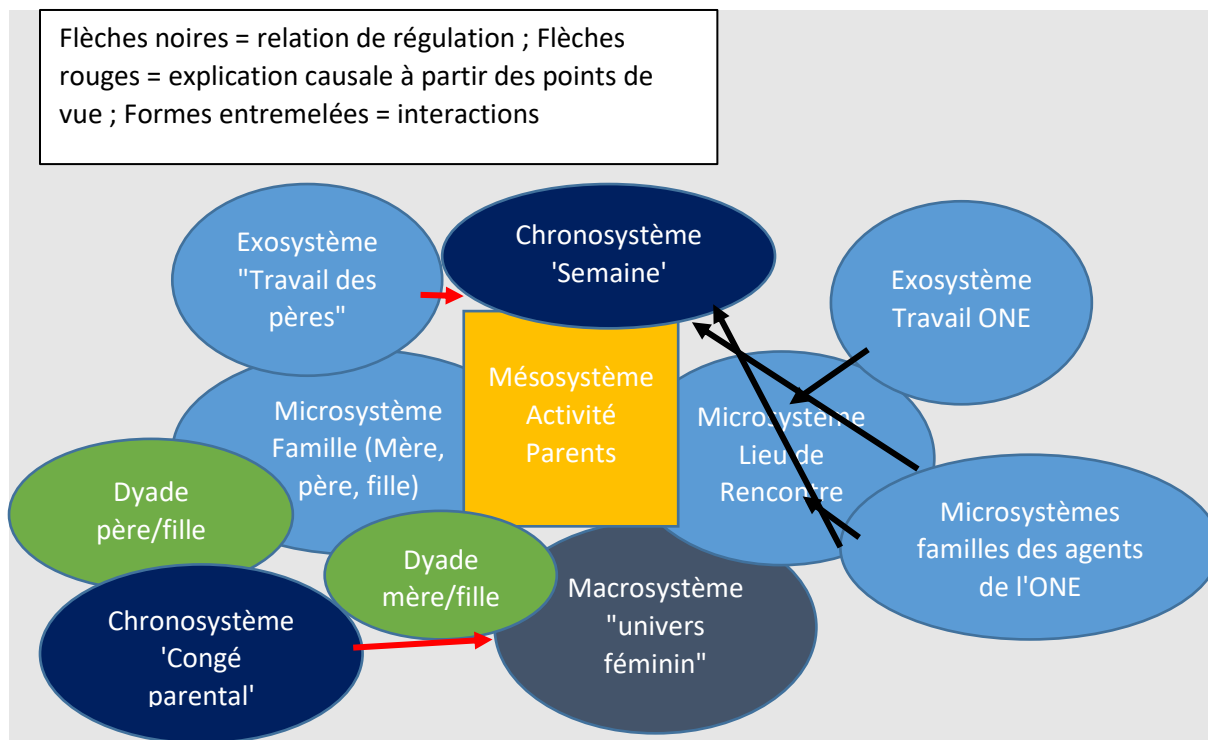 Flèches noires = relation de régulation ; Flèches
rouges = explication causale à partir des points de
vue ; Formes entremelées = interactions
Exosystème
"Travail des
pères"
Chronosystème
'Semaine'
Exosystème
Travail ONE
Mésosystème
Activité
Parents
Microsystème
Famille (Mère,
père, fille)
Microsystème
Lieu de
Rencontre
Dyade
père/fille
Dyade
mère/fille
Microsystèmes
familles des agents
de l'ONE
Chronosystème
'Congé
parental'
Macrosystème
"univers
féminin"